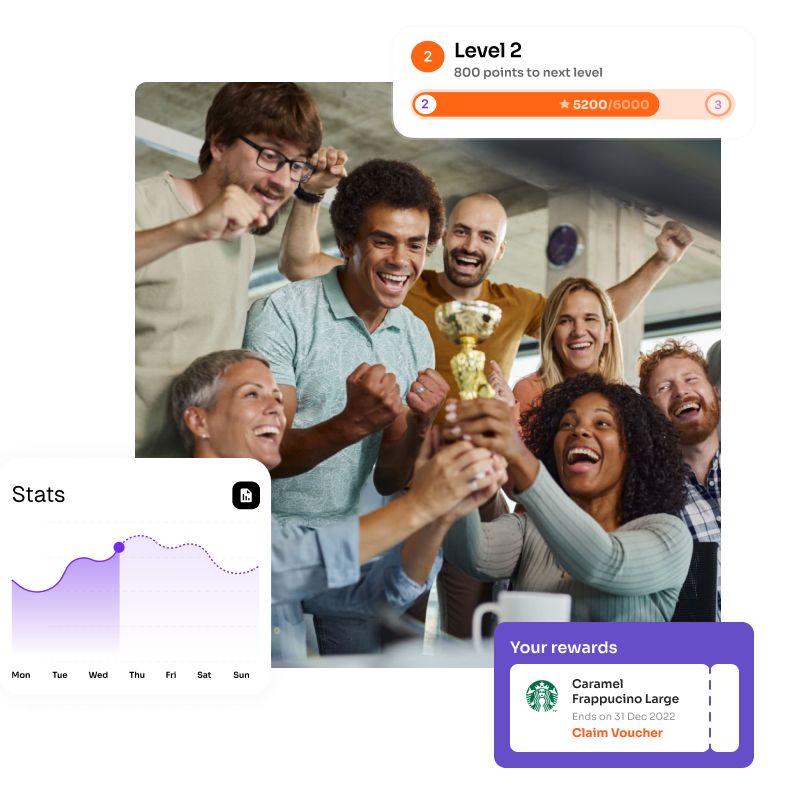 2
Level 2
800 points to next level
2
5200/6000
3
Stats
Mon Tue Wed Thu Fri Sat Sun
Your rewards
Caramel
Frappucino Large
Ends on 31 Dec 2022
Claim Voucher